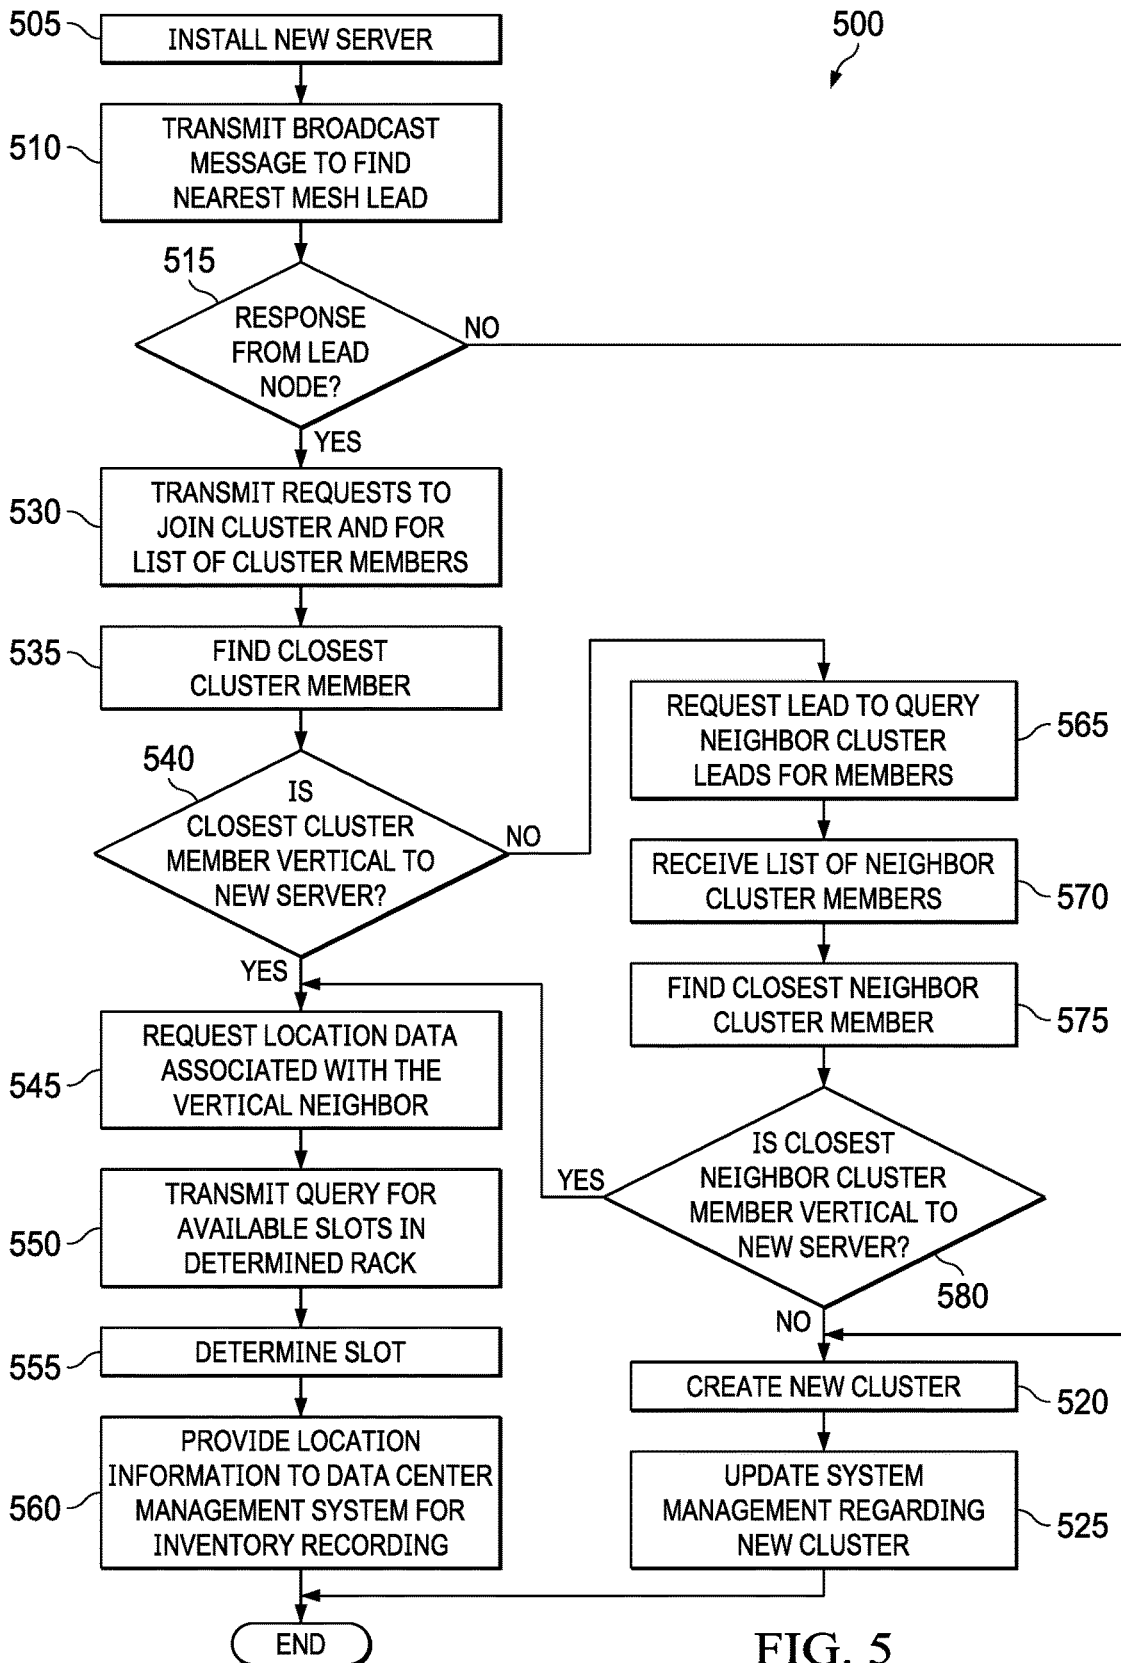 505
INSTALL NEW SERVER
500
510
TRANSMIT BROADCAST
MESSAGE TO FIND
NEAREST MESH LEAD
515
RESPONSE
FROM LEAD
NODE?
NO
YES
530
TRANSMIT REQUESTS TO
JOIN CLUSTER AND FOR
LIST OF CLUSTER MEMBERS
535
FIND CLOSEST
CLUSTER MEMBER
540
IS
CLOSEST CLUSTER
MEMBER VERTICAL TO
NEW SERVER?
NO
YES
545
REQUEST LOCATION DATA
ASSOCIATED WITH THE
VERTICAL NEIGHBOR
550
TRANSMIT QUERY FOR
AVAILABLE SLOTS IN
DETERMINED RACK
555
DETERMINE SLOT
560
PROVIDE LOCATION
INFORMATION TO DATA CENTER
MANAGEMENT SYSTEM FOR
INVENTORY RECORDING
REQUEST LEAD TO QUERY
NEIGHBOR CLUSTER
LEADS FOR MEMBERS
565
RECEIVE LIST OF NEIGHBOR
CLUSTER MEMBERS
570
FIND CLOSEST NEIGHBOR
CLUSTER MEMBER
575
IS CLOSEST
NEIGHBOR CLUSTER
MEMBER VERTICAL TO
NEW SERVER?
YES
580
NO
CREATE NEW CLUSTER
520
UPDATE SYSTEM
MANAGEMENT REGARDING
NEW CLUSTER
525
END
FIG. 5